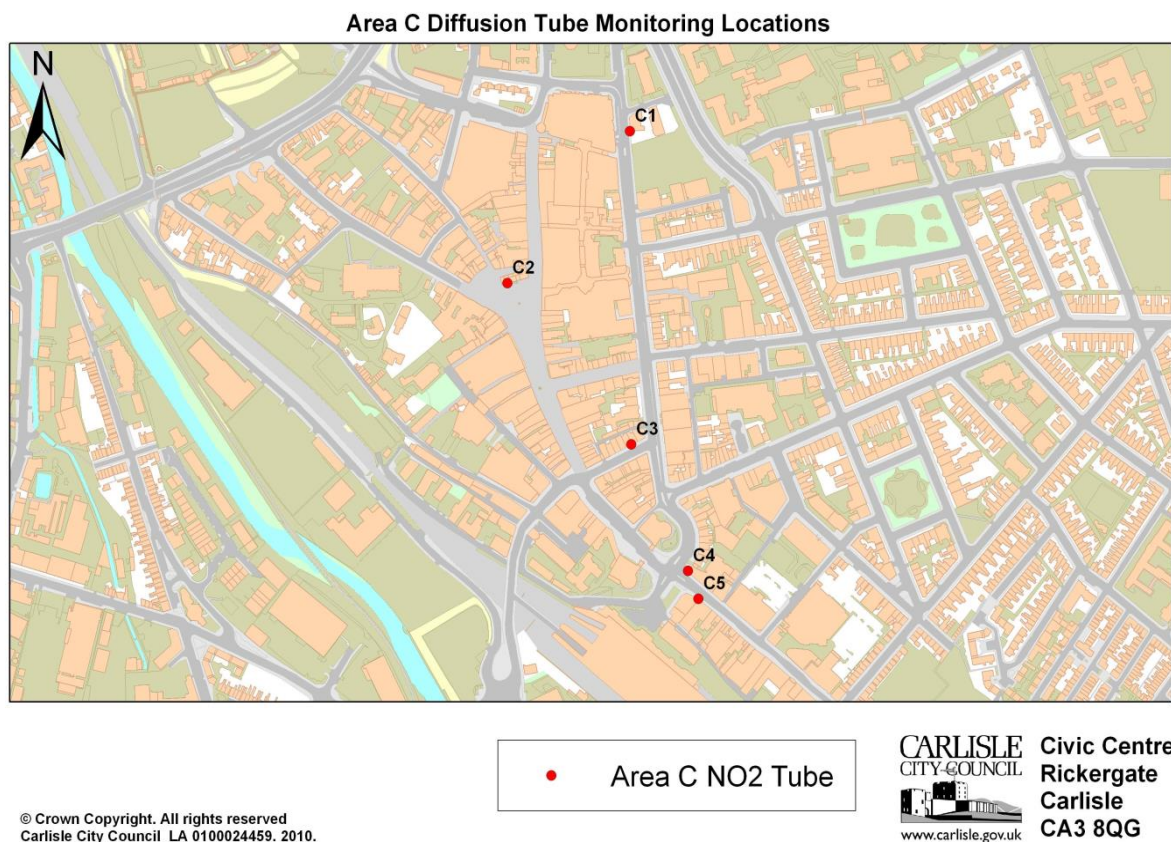 Area C Diffusion Tube Monitoring Locations
N
C1
C2
C3
C4
C5
Area C NO2 Tube
CARLISLE
CITY COUNCIL
www.carlisle.gov.uk
Civic Centre
Rickergate
Carlisle
CA3 8QG
© Crown Copyright. All rights reserved
Carlisle City Council LA 0100024459. 2010.